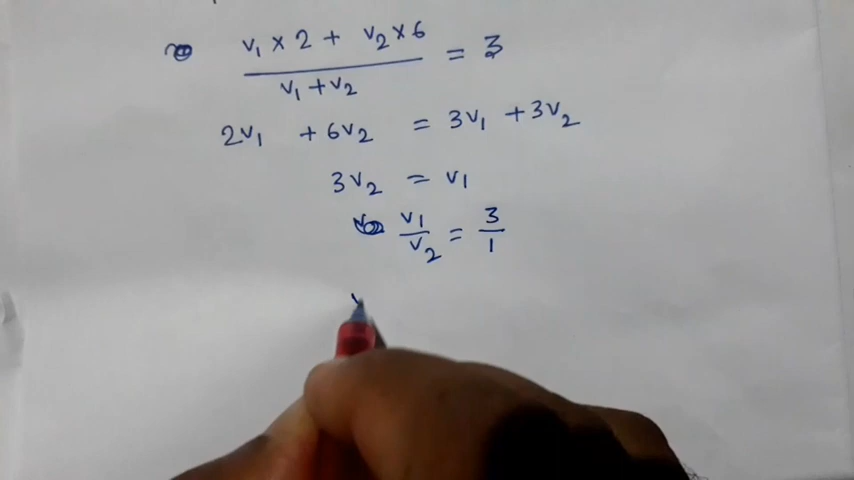 v₁ × 2 + v₂ × 6 / v₁ + v₂ = 3
2v₁ + 6v₂ = 3v₁ + 3v₂
3v₂ = v₁
v₁ / v₂ = 3 / 1
v